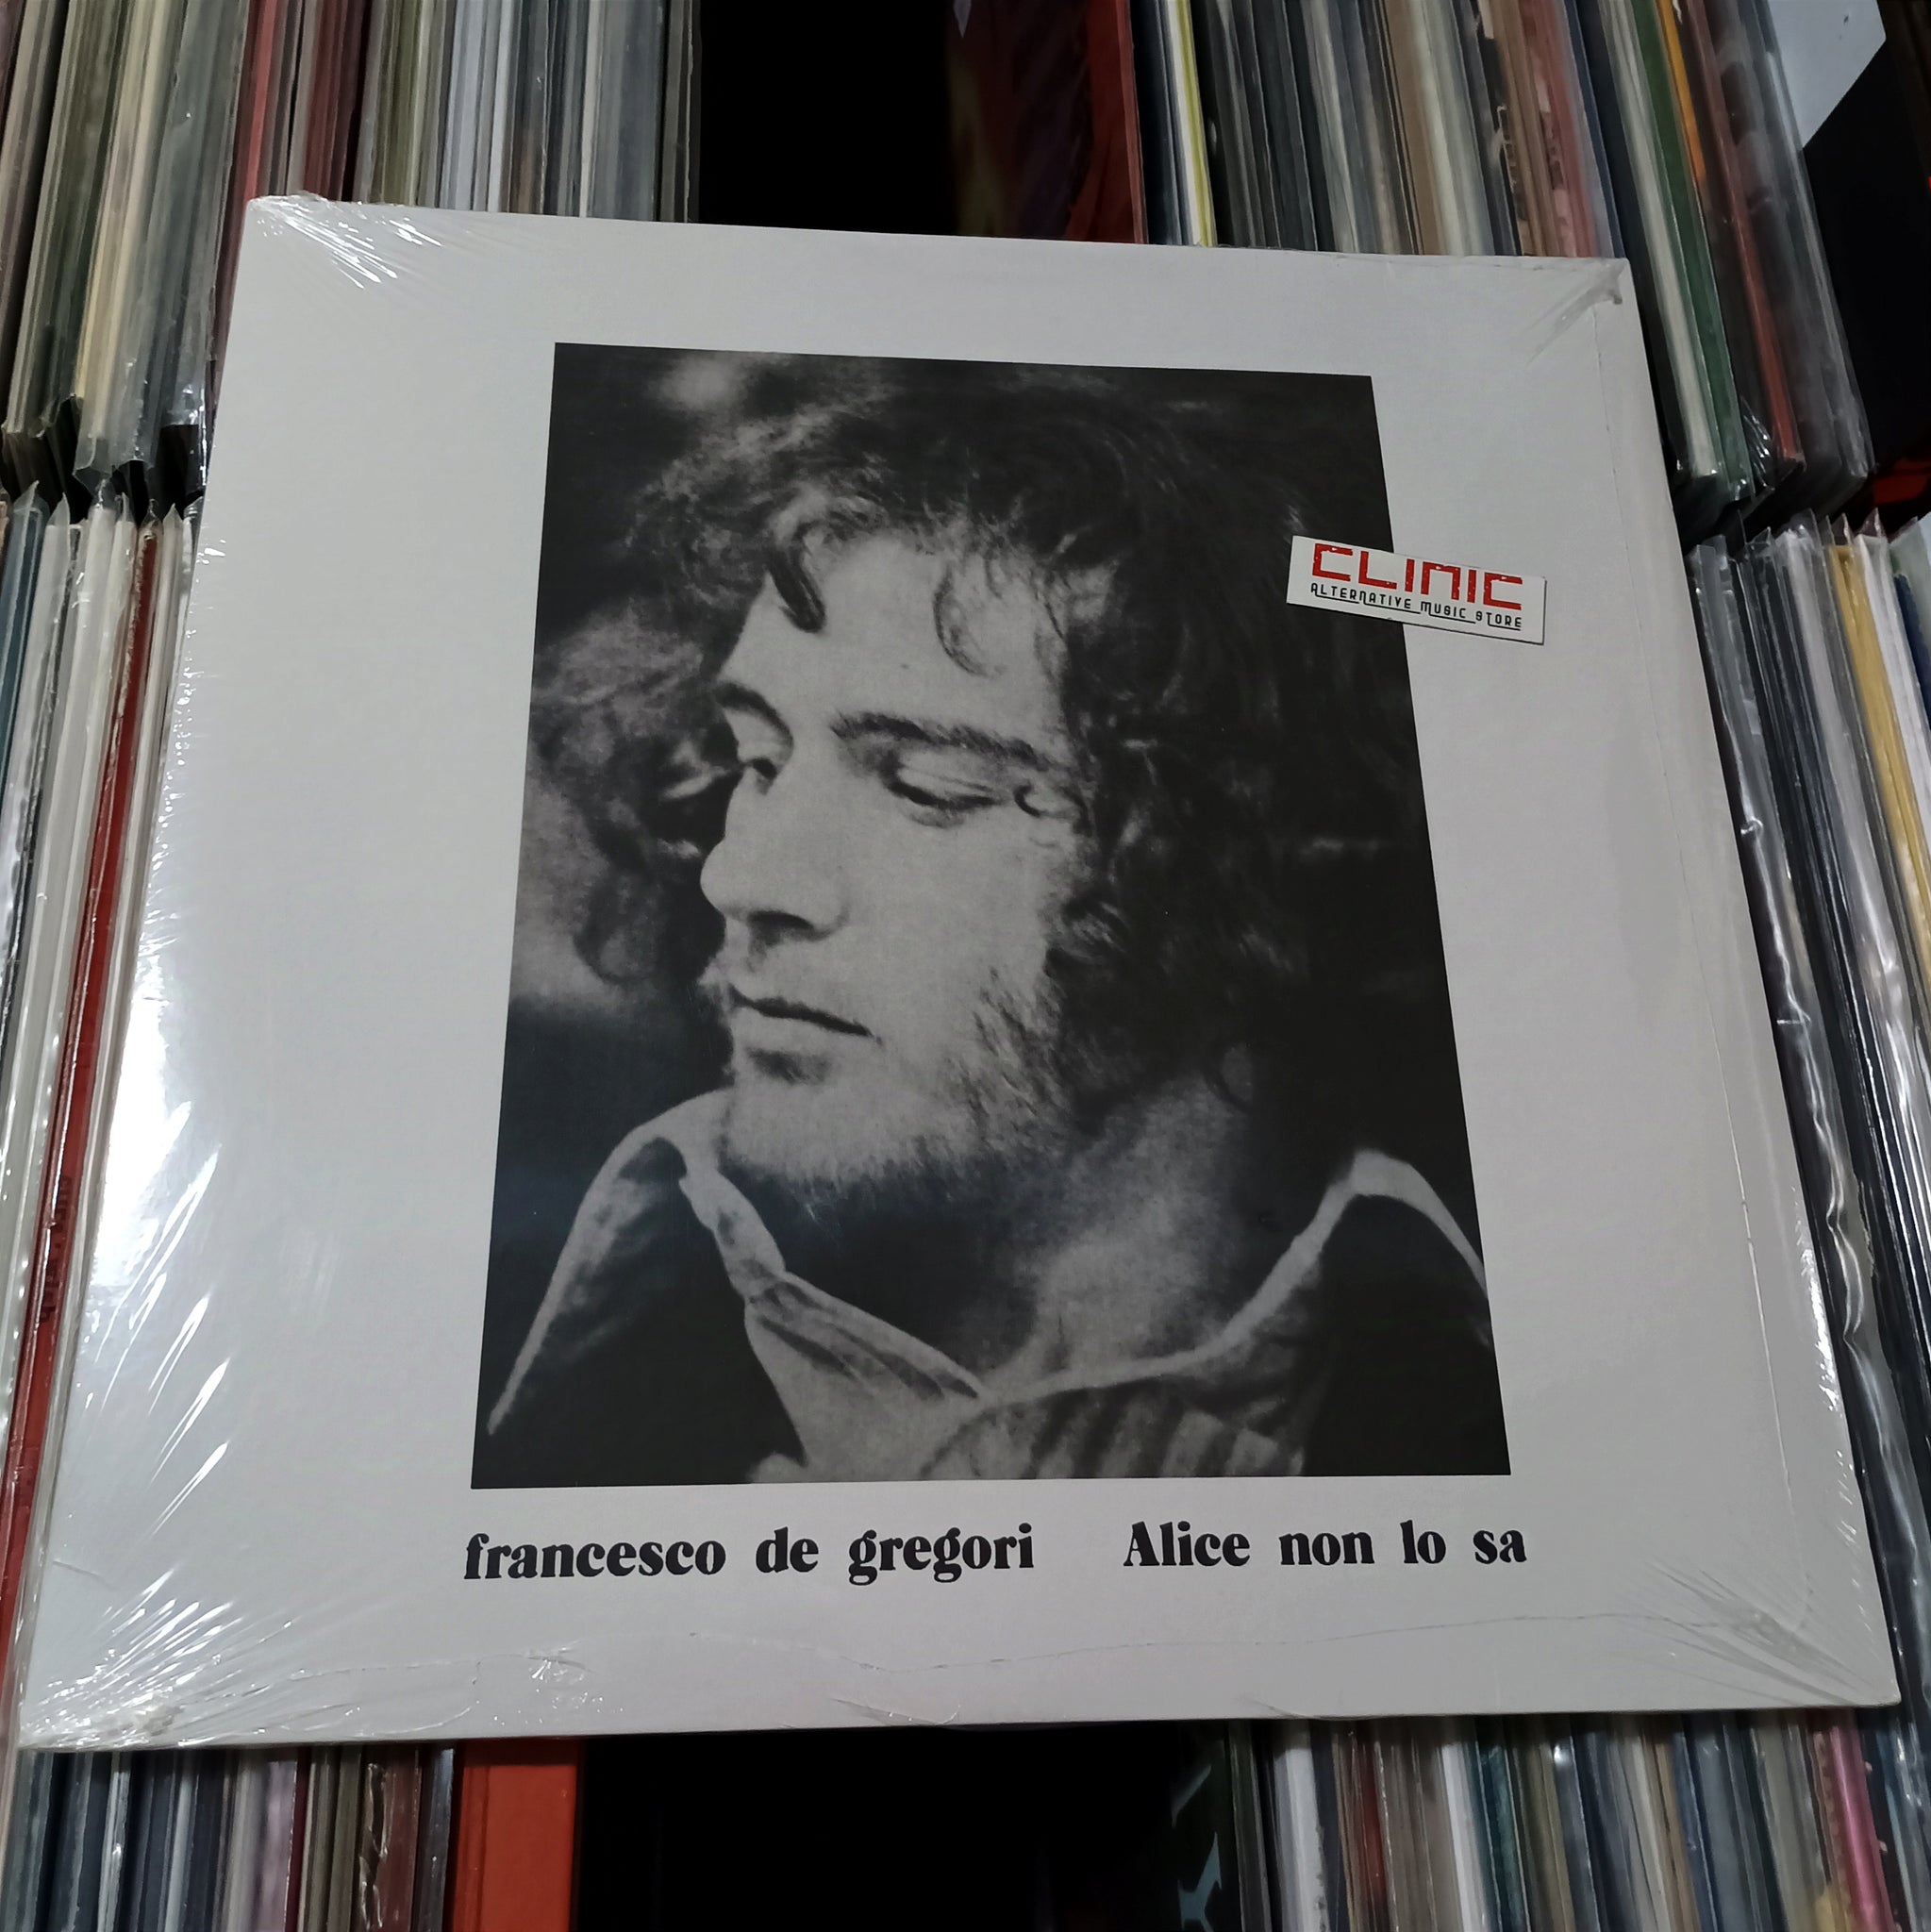 CLINIC
ALTERNATIVE MUSIC STORE
francesco de gregori Alice non lo sa